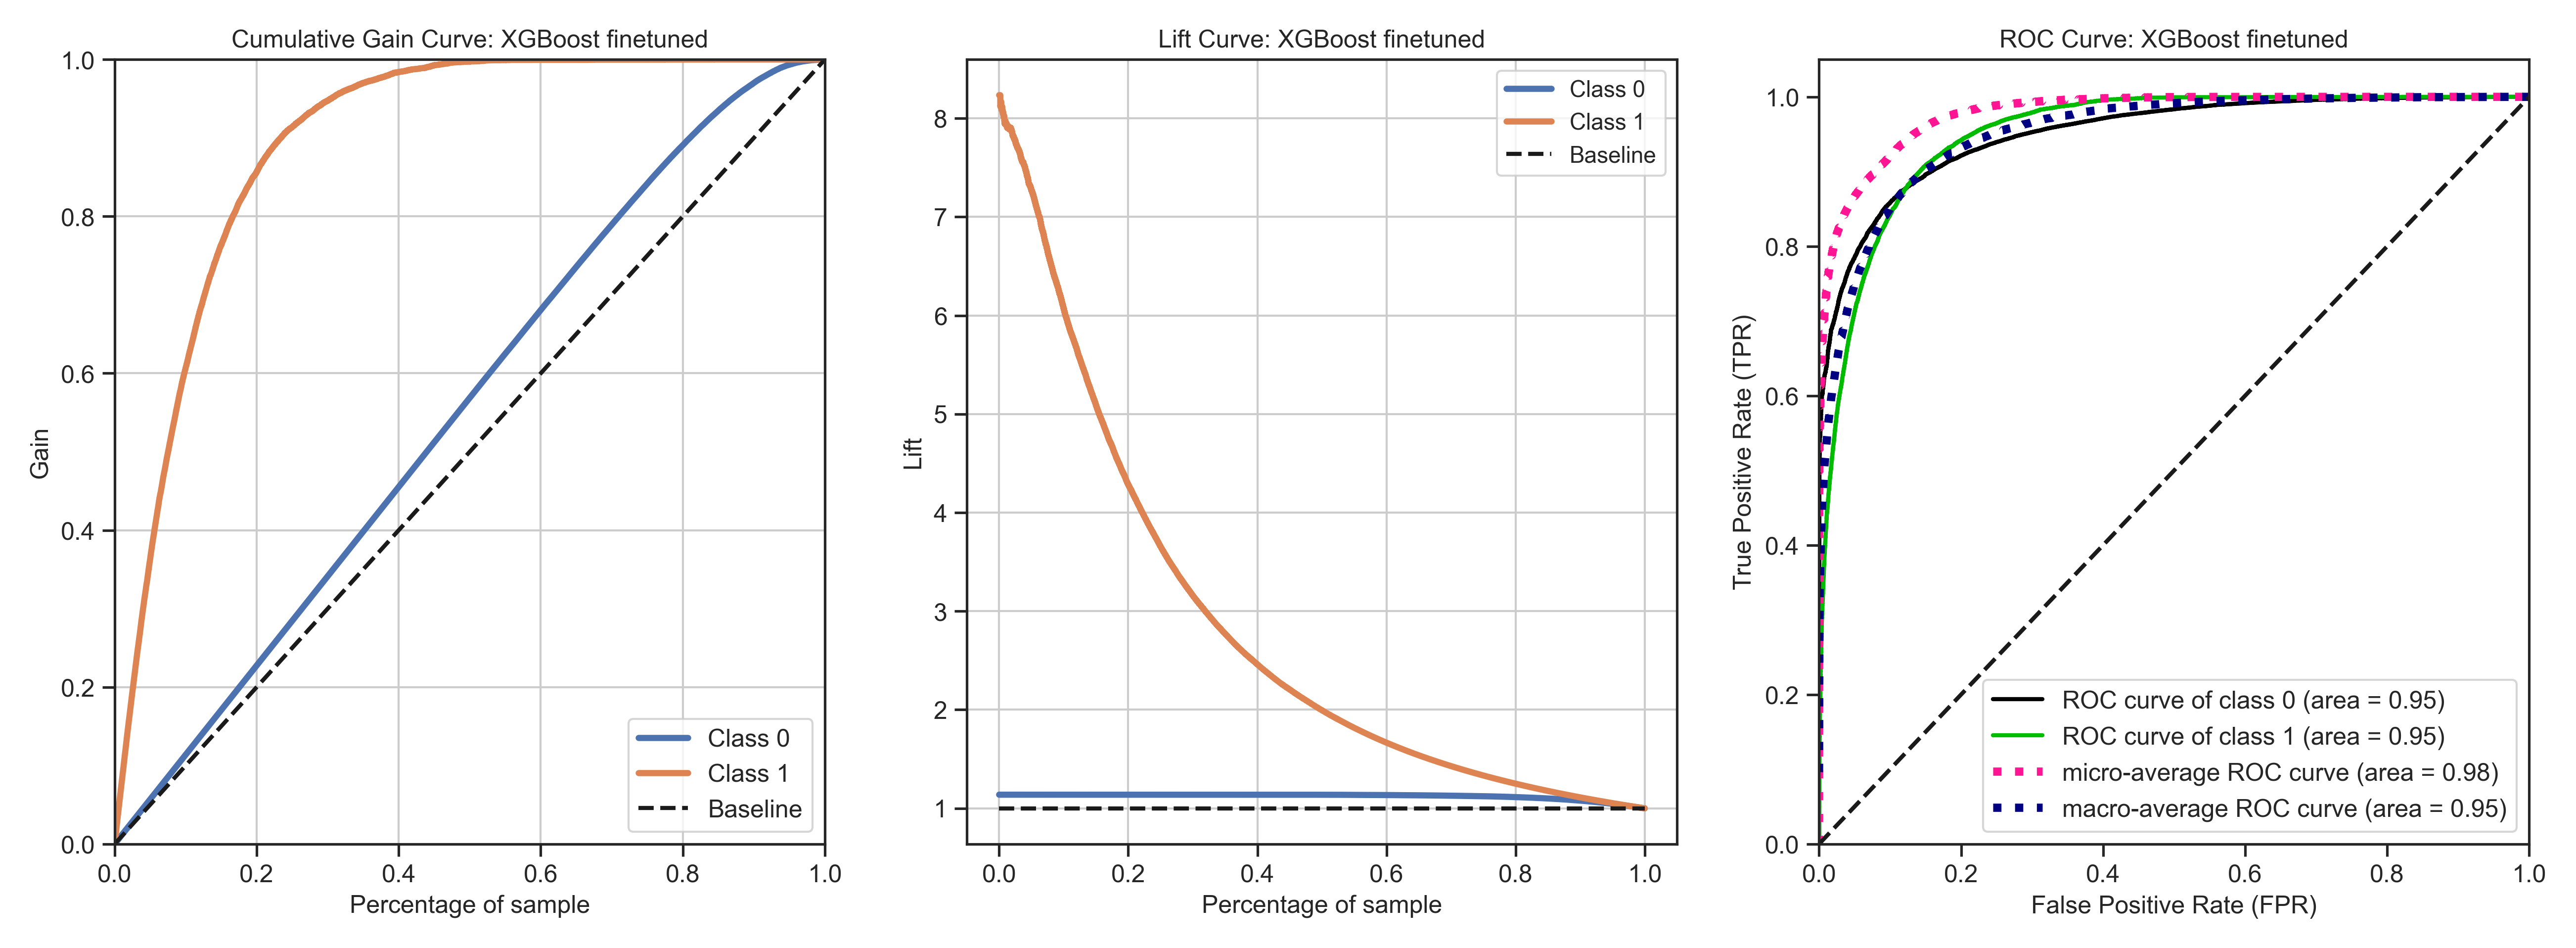 Cumulative Gain Curve: XGBoost finetuned
1.0
0.8
0.6
0.4
0.2
0.0
Gain
0.0 0.2 0.4 0.6 0.8 1.0
Percentage of sample
Class 0
Class 1
Baseline
Lift Curve: XGBoost finetuned
8
7
6
5
4
3
2
1
Lift
0.0 0.2 0.4 0.6 0.8 1.0
Percentage of sample
Class 0
Class 1
Baseline
ROC Curve: XGBoost finetuned
1.0
0.8
0.6
0.4
0.2
0.0
True Positive Rate (TPR)
0.0 0.2 0.4 0.6 0.8 1.0
False Positive Rate (FPR)
ROC curve of class 0 (area = 0.95)
ROC curve of class 1 (area = 0.95)
micro-average ROC curve (area = 0.98)
macro-average ROC curve (area = 0.95)